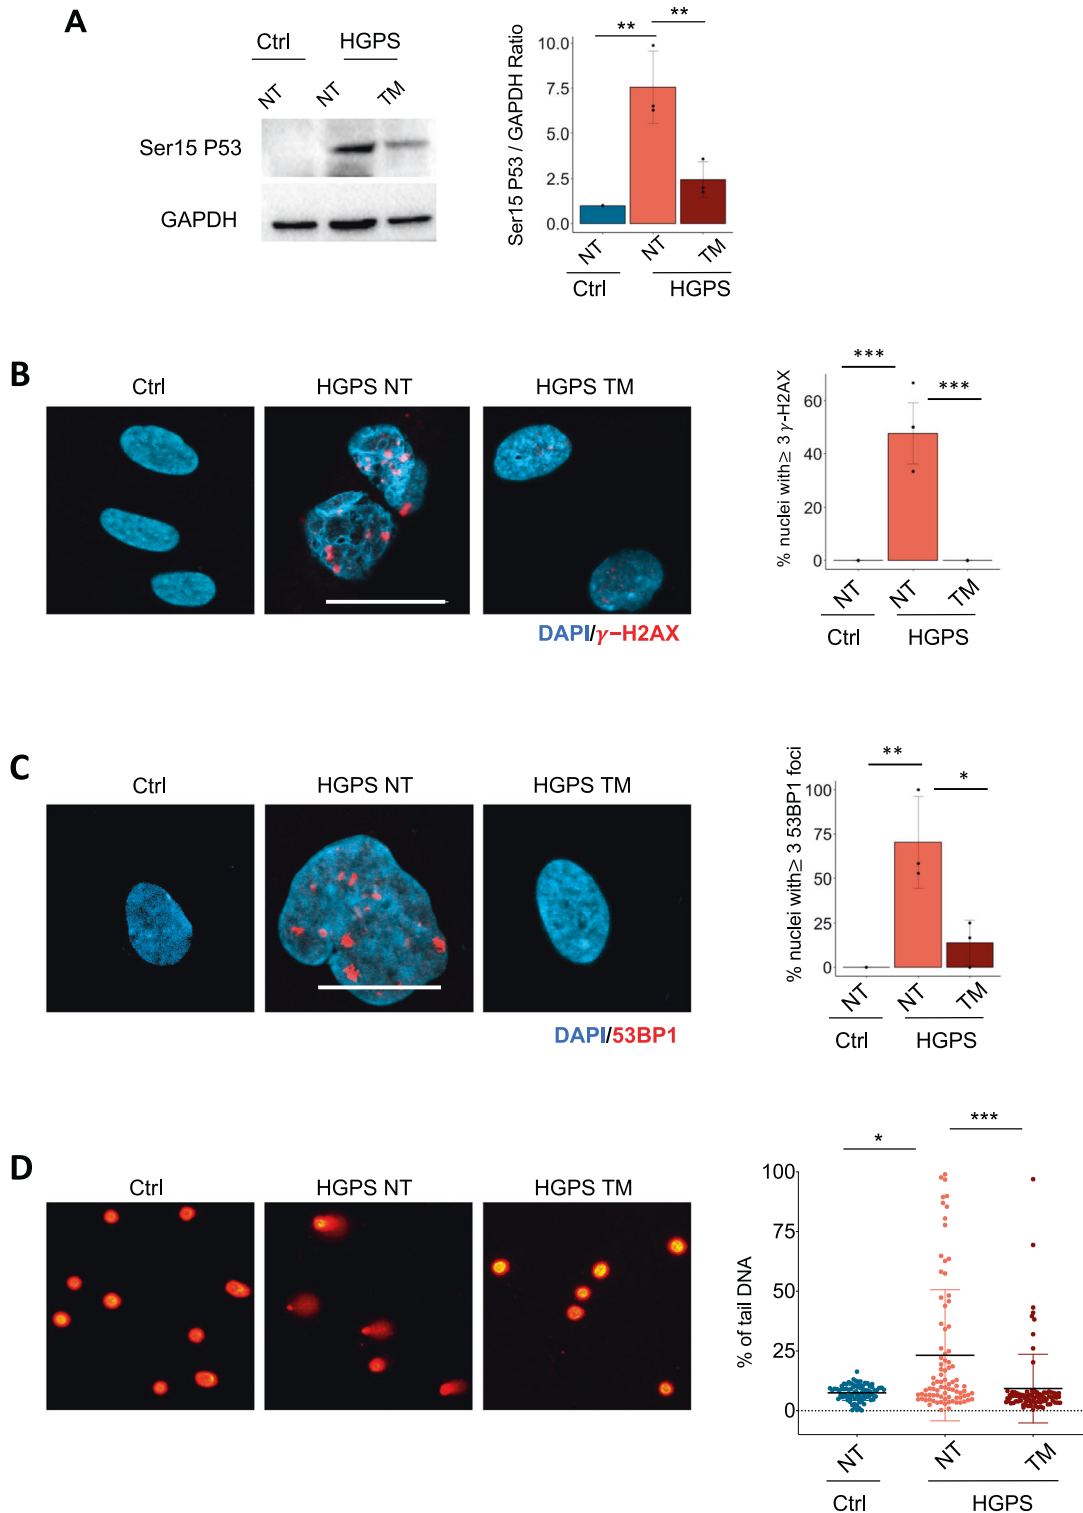 A
Ctrl HGPS
NT NT TM
Ser15 P53
GAPDH
** **
Ser15 P53 / GAPDH Ratio
10.0
7.5
5.0
2.5
0.0
NT NT TM
Ctrl HGPS
B
Ctrl HGPS NT HGPS TM
DAPI/γ−H2AX
*** ***
% nuclei with≥ 3 γ-H2AX
60
40
20
0
NT NT TM
Ctrl HGPS
C
Ctrl HGPS NT HGPS TM
DAPI/53BP1
** *
% nuclei with≥ 3 53BP1 foci
100
75
50
25
0
NT NT TM
Ctrl HGPS
D
Ctrl HGPS NT HGPS TM
* ***
% of tail DNA
100
50
25
0
NT NT TM
Ctrl HGPS